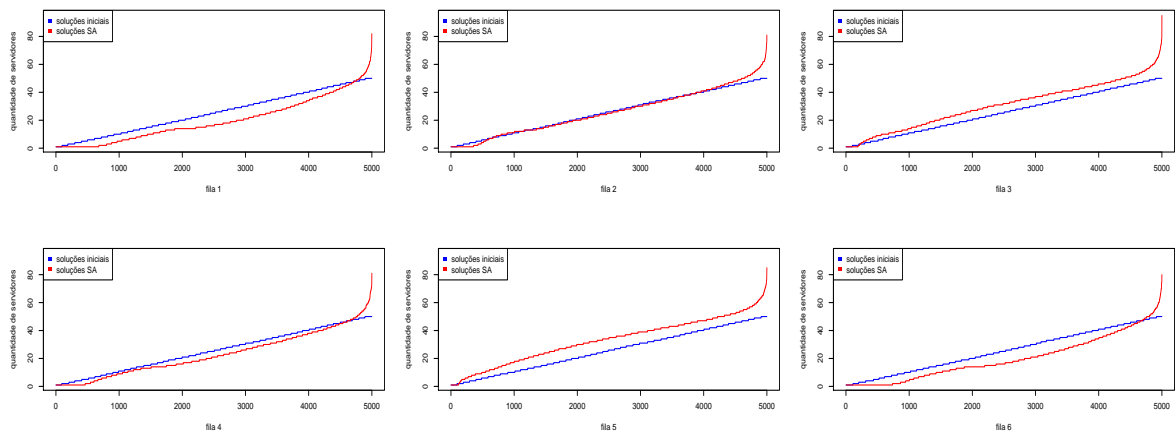 soluções iniciais
soluções SA
quantidade de servidores
0 20 40 60 80
0 1000 2000 3000 4000 5000
fila 1
soluções iniciais
soluções SA
quantidade de servidores
0 20 40 60 80
0 1000 2000 3000 4000 5000
fila 2
soluções iniciais
soluções SA
quantidade de servidores
0 20 40 60 80
0 1000 2000 3000 4000 5000
fila 3
soluções iniciais
soluções SA
quantidade de servidores
0 20 40 60 80
0 1000 2000 3000 4000 5000
fila 4
soluções iniciais
soluções SA
quantidade de servidores
0 20 40 60 80
0 1000 2000 3000 4000 5000
fila 5
soluções iniciais
soluções SA
quantidade de servidores
0 20 40 60 80
0 1000 2000 3000 4000 5000
fila 6